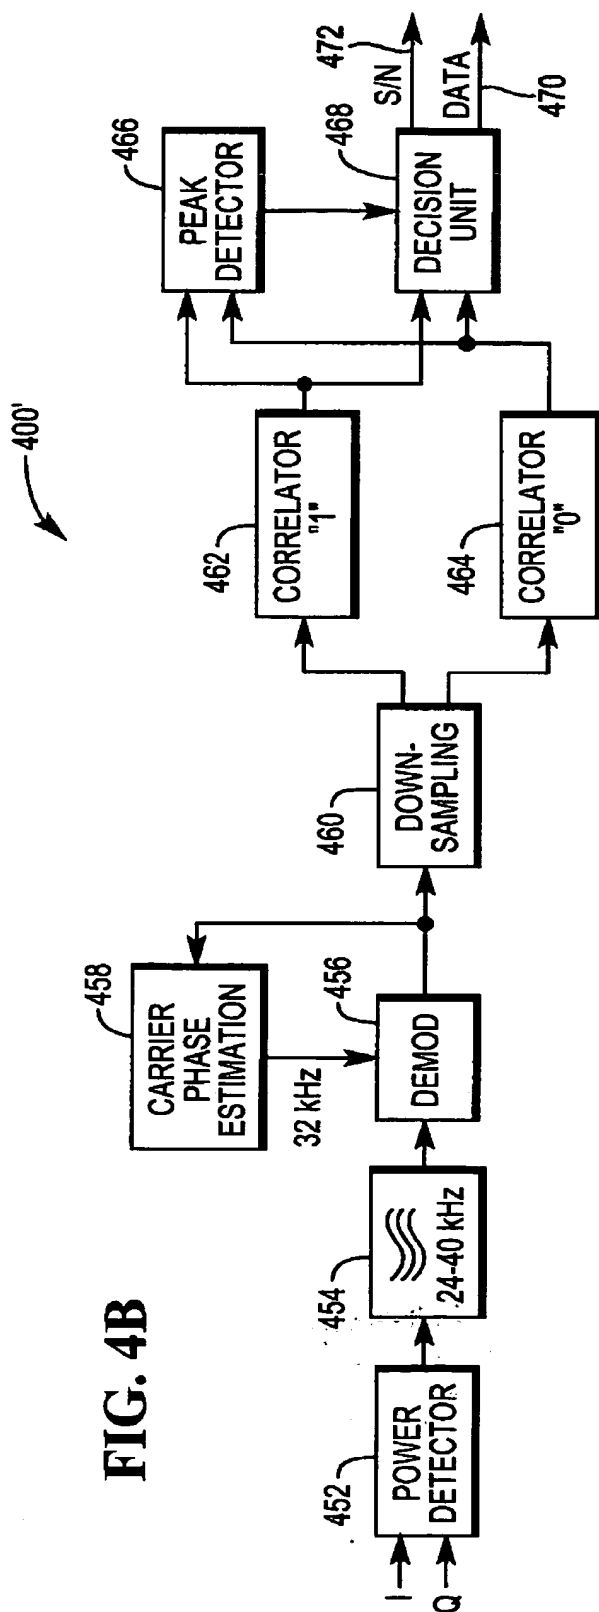 FIG. 4B
400'
I
Q
452
POWER
DETECTOR
454
24-40 kHz
456
DEMOD
458
CARRIER
PHASE
ESTIMATION
32 kHz
460
DOWN-
SAMPLING
462
CORRELATOR
"1"
464
CORRELATOR
"0"
466
PEAK
DETECTOR
468
DECISION
UNIT
S/N
472
DATA
470